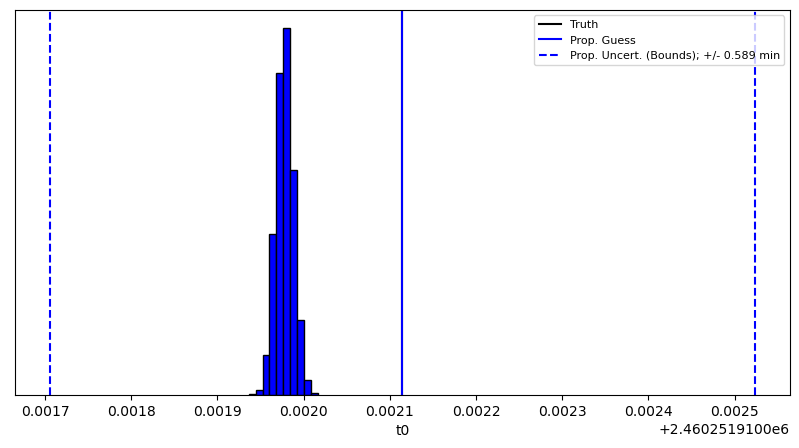 Truth
Prop. Guess
Prop. Uncert. (Bounds); +/- 0.589 min
0.0017 0.0018 0.0019 0.0020 0.0021 0.0022 0.0023 0.0024 0.0025
t0
+2.4602519100e6